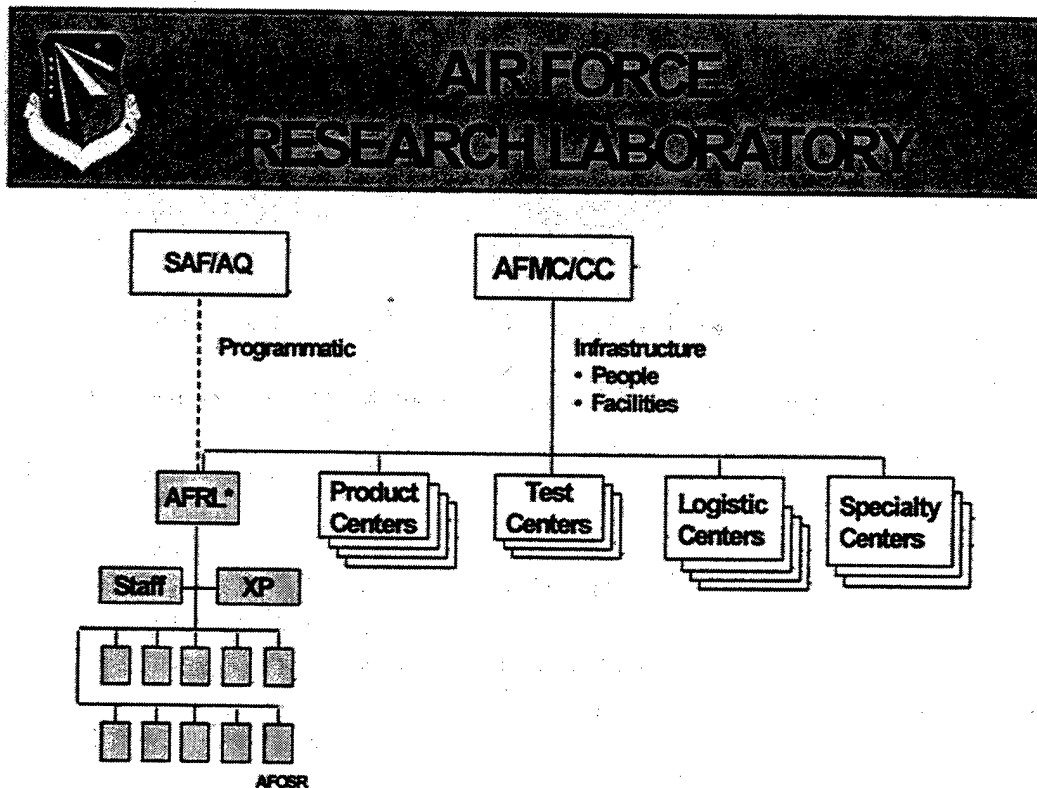 AIR FORCE
RESEARCH LABORATORY
SAF/AQ
AFMC/CC
Programmatic
Infrastructure
• People
• Facilities
AFRL*
Product
Centers
Test
Centers
Logistic
Centers
Specialty
Centers
Staff
XP
AFOSR